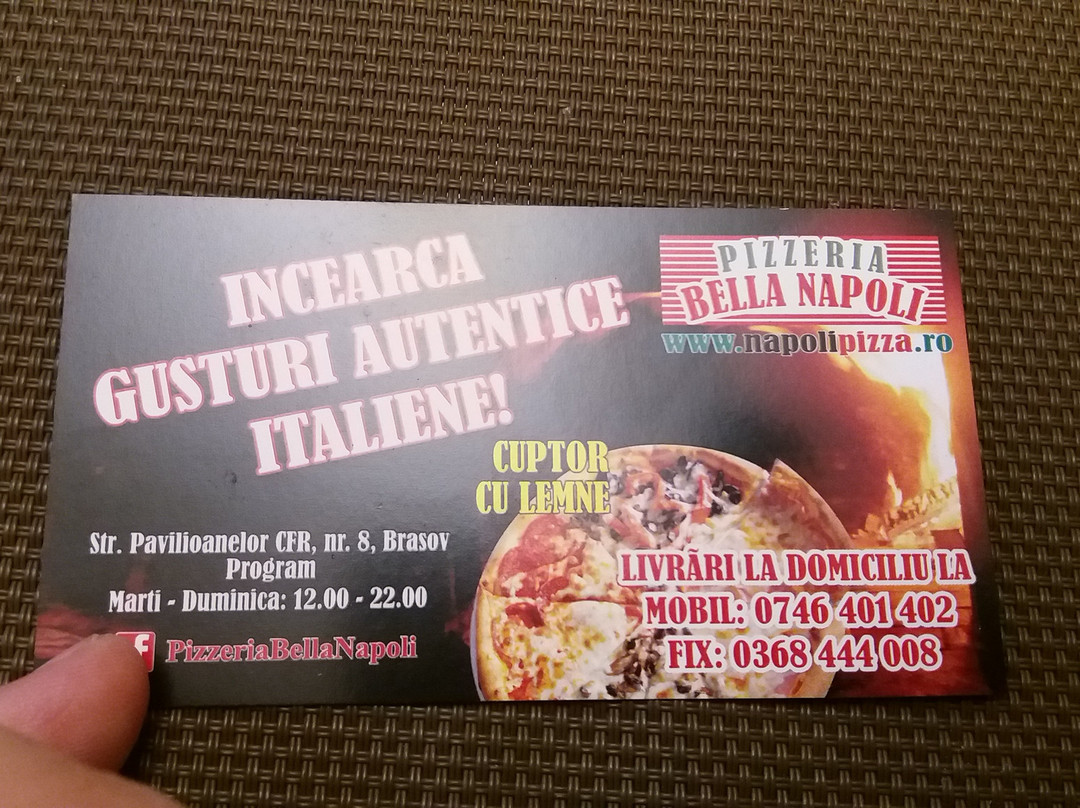 INCEARCA
GUSTURI AUTENTICE
ITALIENE!
PIZZERIA
BELLA NAPOLI
www.napolipizza.ro
CUPTOR
CU LEMNE
Str. Pavilioanelor CFR, nr. 8, Brasov
Program
Marti - Duminica: 12.00 - 22.00
f PizzeriaBellaNapoli
LIVRĂRI LA DOMICILIU LA
MOBIL: 0746 401 402
FIX: 0368 444 008